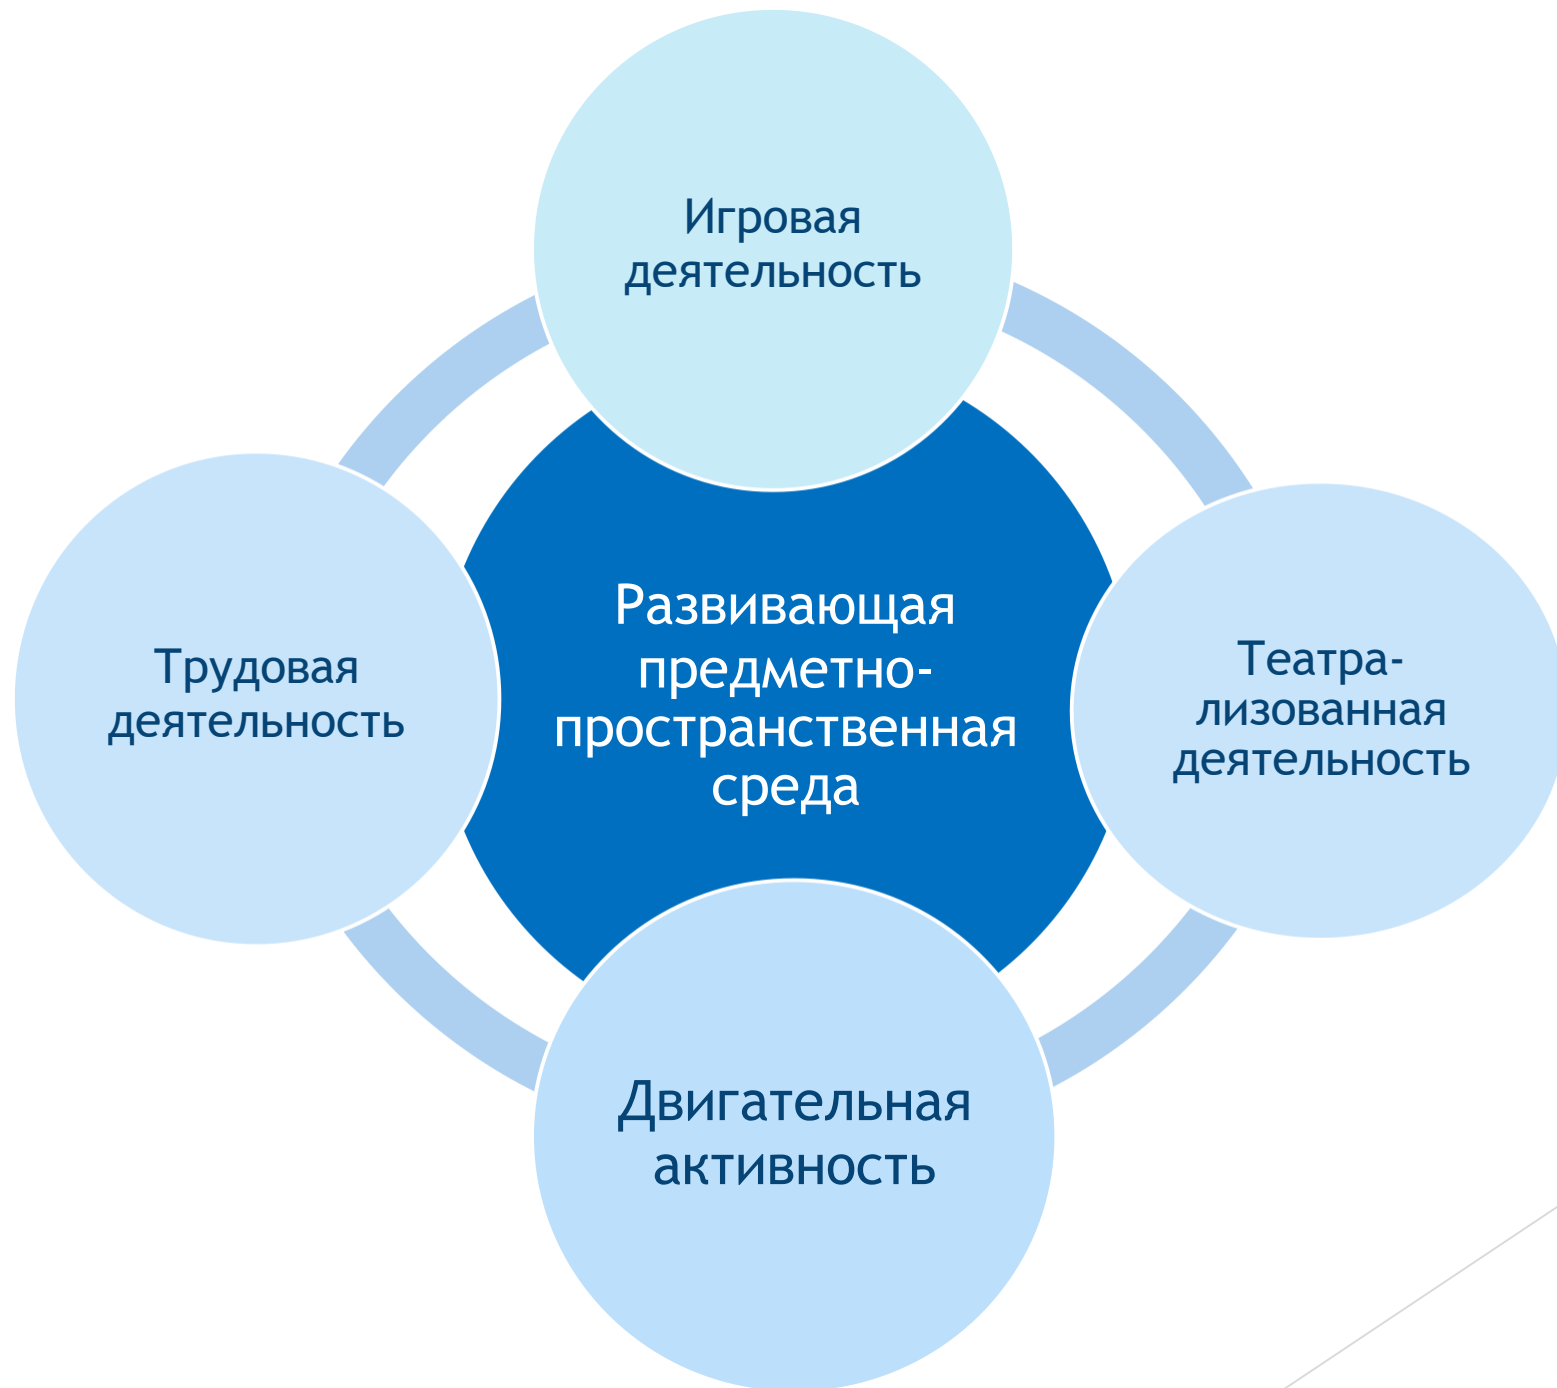 Игровая
деятельность
Развивающая
предметно-
пространственная
среда
Трудовая
деятельность
Театра-
лизованная
деятельность
Двигательная
активность